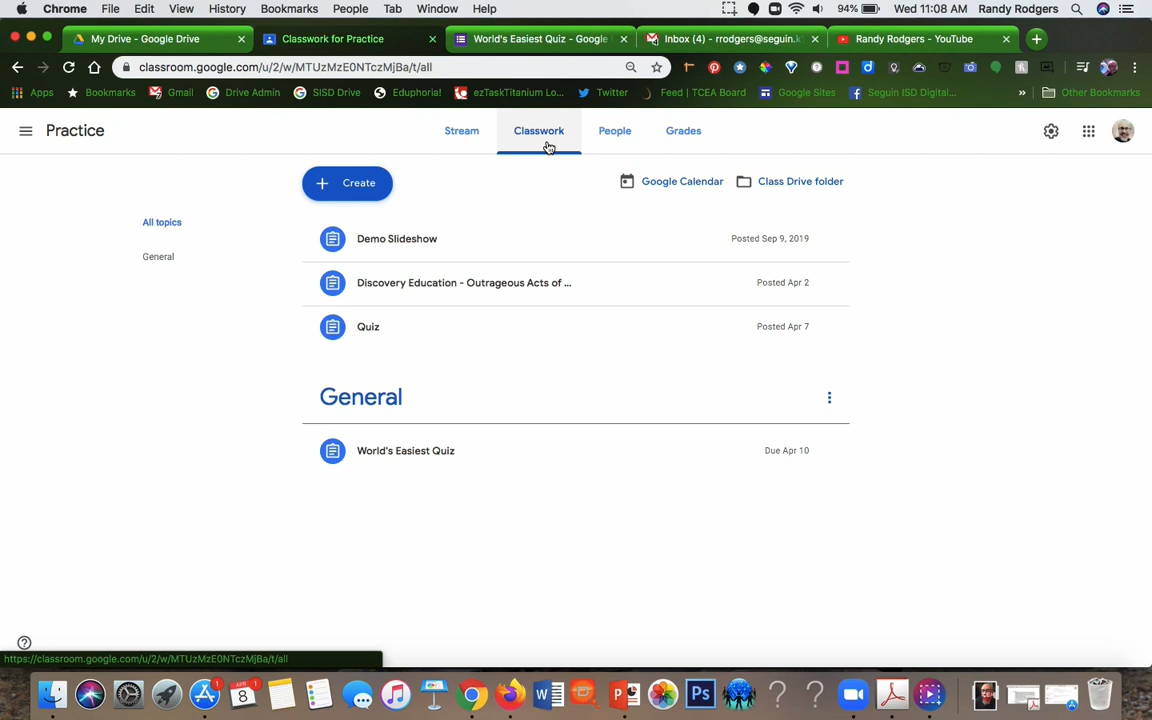 Chrome File Edit View History Bookmarks People Tab Window Help 94% Wed 11:08 AM Randy Rodgers
My Drive - Google Drive Classroom for Practice World's Easiest Quiz - Google Inbox (4) - rrodgers@seguin.k Randy Rodgers - YouTube
classroom.google.com/u/2/w/MTUzMzE0NTczMjBa/t/all
Apps Bookmarks Gmail Drive Admin SISD Drive Eduphoria! ezTaskTitanium Lo... Twitter Feed | TCEA Board Google Sites Seguin ISD Digital... » Other Bookmarks
Practice Stream Classwork People Grades
Create Google Calendar Class Drive folder
All topics
General
Demo Slideshow Posted Sep 9, 2019
Discovery Education - Outrageous Acts of ... Posted Apr 2
Quiz Posted Apr 7
General
World's Easiest Quiz Due Apr 10
https://classroom.google.com/u/2/w/MTUzMzE0NTczMjBa/t/all